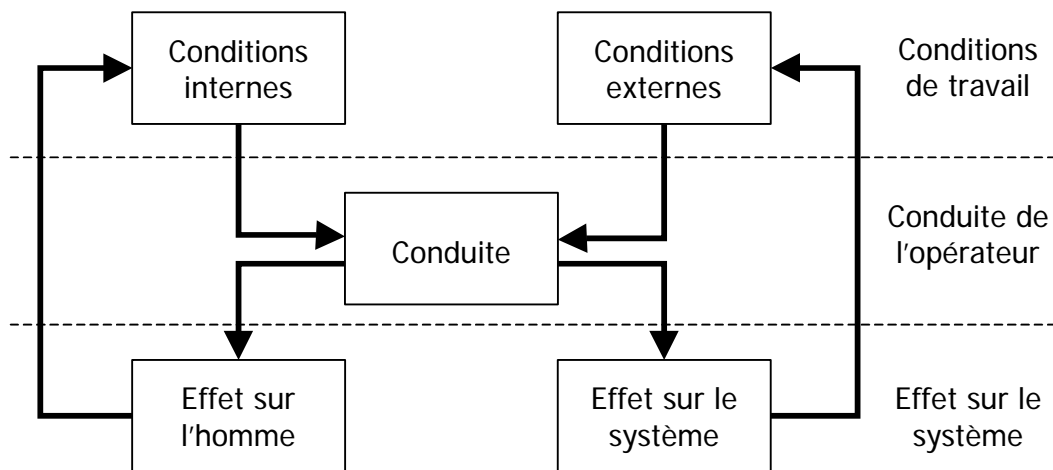 Conditions
internes
Conditions
externes
Conditions
de travail
Conduite
Conduite de
l'opérateur
Effet sur
l'homme
Effet sur le
système
Effet sur le
système